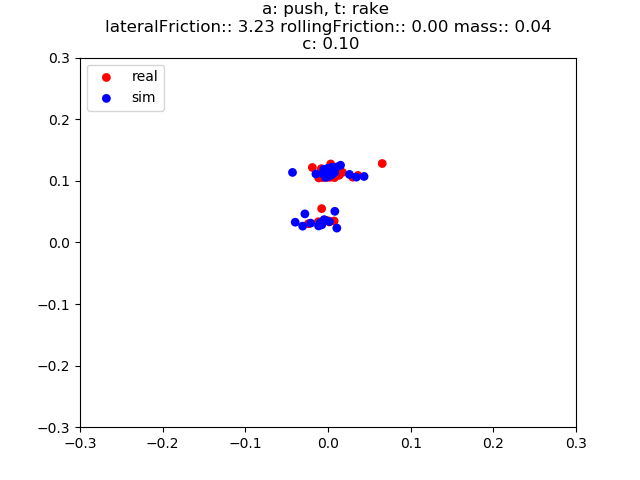 a: push, t: rake
lateralFriction:: 3.23 rollingFriction:: 0.00 mass:: 0.04
c: 0.10
real
sim
0.3
0.2
0.1
0.0
−0.1
−0.2
−0.3
−0.3 −0.2 −0.1 0.0 0.1 0.2 0.3